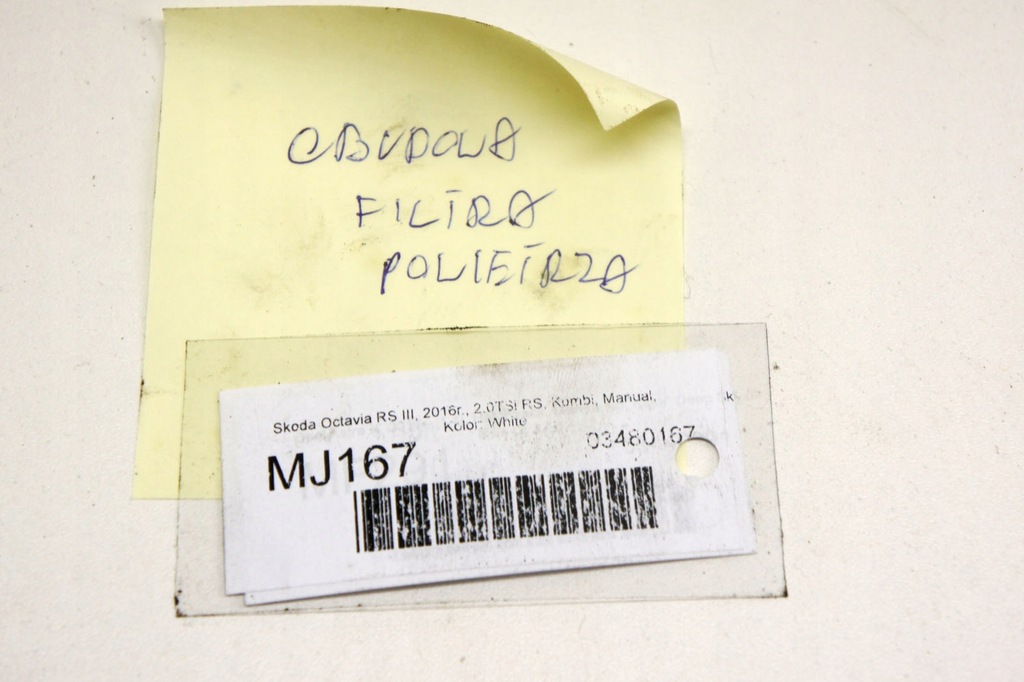 OBUDOWA
FILTRA
POWIETRZA
Skoda Octavia RS III, 2016r., 2.0TSI RS, Kombi, Manual,
Kolor: White
MJ167
03480167